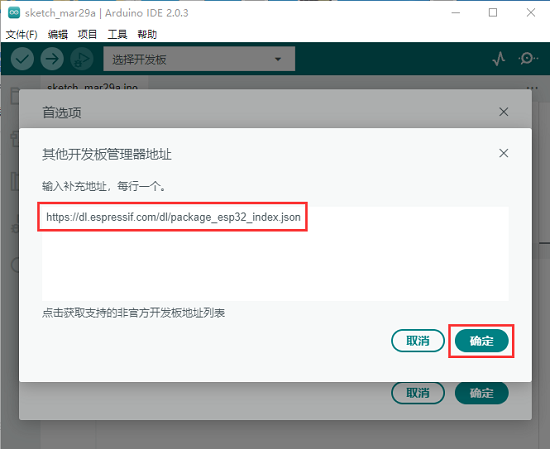 sketch_mar29a | Arduino IDE 2.0.3
文件(F) 编辑 项目 工具 帮助
选择开发板
sketch_mar29a.ino
首选项
其他开发板管理器地址
输入补充地址，每行一个。
https://dl.espressif.com/dl/package_esp32_index.json
点击获取支持的非官方开发板地址列表
取消 确定
取消 确定